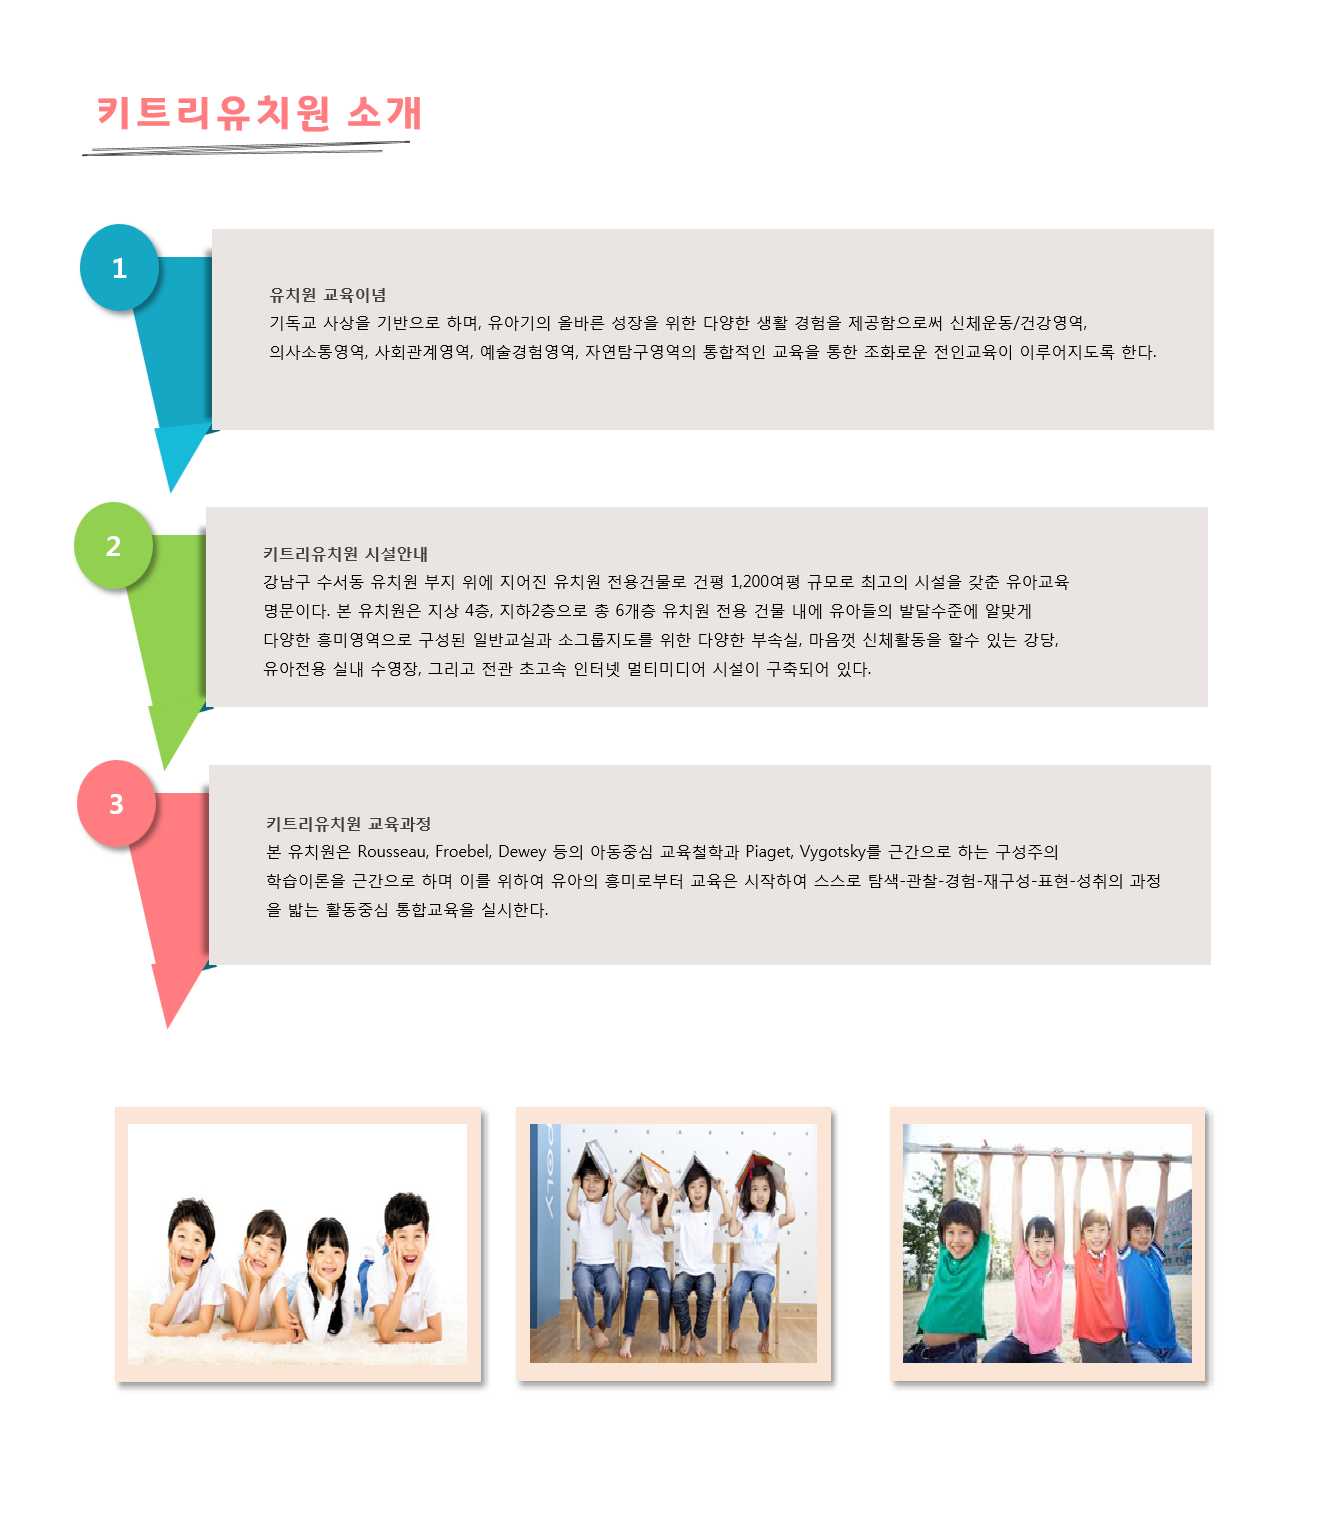 키트리유치원 소개
1
유치원 교육이념
기독교 사상을 기반으로 하며, 유아기의 올바른 성장을 위한 다양한 생활 경험을 제공함으로써 신체운동/건강영역,
의사소통영역, 사회관계영역, 예술경험영역, 자연탐구영역의 통합적인 교육을 통한 조화로운 전인교육이 이루어지도록 한다.
2
키트리유치원 시설안내
강남구 수서동 유치원 부지 위에 지어진 유치원 전용건물로 건평 1,200여평 규모로 최고의 시설을 갖춘 유아교육
명문이다. 본 유치원은 지상 4층, 지하2층으로 총 6개층 유치원 전용 건물 내에 유아들의 발달수준에 알맞게
다양한 흥미영역으로 구성된 일반교실과 소그룹지도를 위한 다양한 부속실, 마음껏 신체활동을 할수 있는 강당,
유아전용 실내 수영장, 그리고 전관 초고속 인터넷 멀티미디어 시설이 구축되어 있다.
3
키트리유치원 교육과정
본 유치원은 Rousseau, Froebel, Dewey 등의 아동중심 교육철학과 Piaget, Vygotsky를 근간으로 하는 구성주의
학습이론을 근간으로 하며 이를 위하여 유아의 흥미로부터 교육은 시작하여 스스로 탐색-관찰-경험-재구성-표현-성취의 과정
을 밟는 활동중심 통합교육을 실시한다.
P@LY